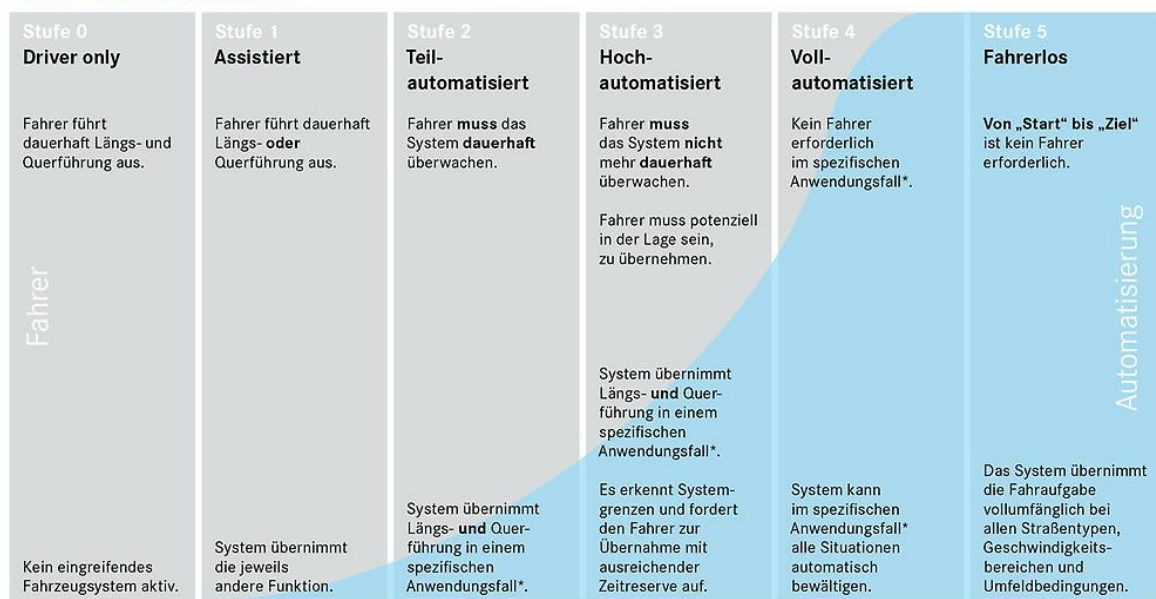 Stufe 0
Driver only
Fahrer führt
dauerhaft Längs- und
Querführung aus.
Kein eingreifendes
Fahrzeugsystem aktiv.
Stufe 1
Assistiert
Fahrer führt dauerhaft
Längs- oder
Querführung aus.
System übernimmt
die jeweils
andere Funktion.
Stufe 2
Teil-
automatisiert
Fahrer muss das
System dauerhaft
überwachen.
System übernimmt
Längs- und Quer-
führung in einem
spezifischen
Anwendungsfall*.
Stufe 3
Hoch-
automatisiert
Fahrer muss
das System nicht
mehr dauerhaft
überwachen.
Fahrer muss potenziell
in der Lage sein,
zu übernehmen.
System übernimmt
Längs- und Quer-
führung in einem
spezifischen
Anwendungsfall*.
Es erkennt System-
grenzen und fordert
den Fahrer zur
Übernahme mit
ausreichender
Zeitreserve auf.
Stufe 4
Voll-
automatisiert
Kein Fahrer
erforderlich
im spezifischen
Anwendungsfall*.
System kann
im spezifischen
Anwendungsfall*
alle Situationen
automatisch
bewältigen.
Stufe 5
Fahrerlos
Von „Start“ bis „Ziel“
ist kein Fahrer
erforderlich.
Das System übernimmt
die Fahraufgabe
vollumfänglich bei
allen Straßentypen,
Geschwindigkeits-
bereichen und
Umfeldbedingungen.
Fahrer
Automatisierung